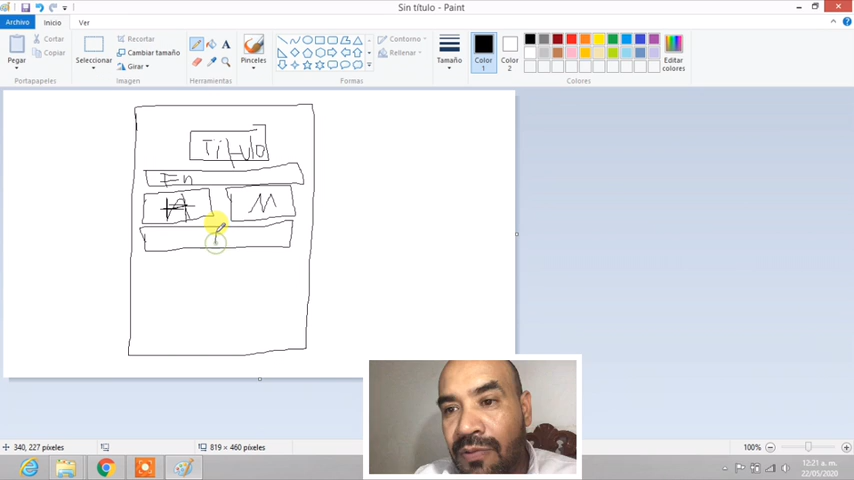 Sin título - Paint
Archivo Inicio Ver
Pegar
Cortar
Copiar
Portapapeles
Seleccionar
Recortar
Cambiar tamaño
Girar
Imagen
A
Herramientas
Pinceles
Contorno
Rellenar
Formas
Tamaño
Color 1
Color 2
Editar colores
Colores
Título
En
M
340, 227 píxeles
819 × 460 píxeles
100%
12:21 a. m.
22/05/2020